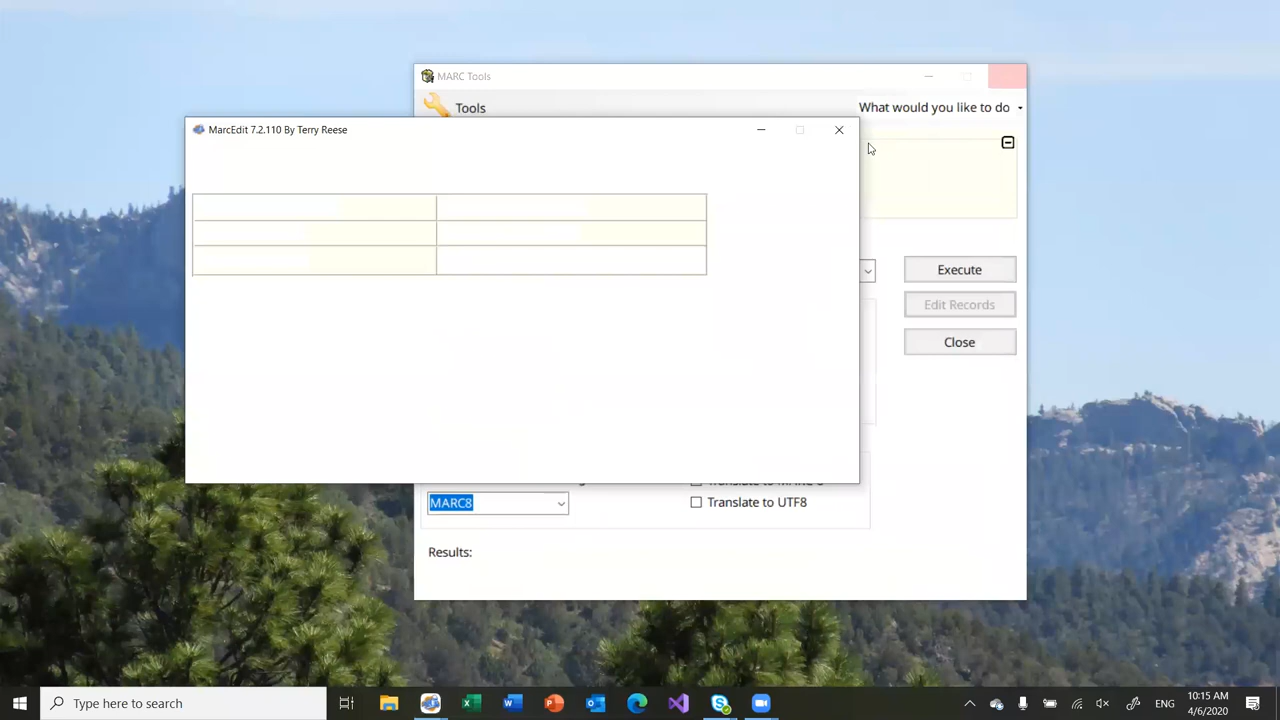 MARC Tools
Tools
What would you like to do
MarcEdit 7.2.110 By Terry Reese
Execute
Edit Records
Close
MARC8
Translate to UTF8
Results:
Type here to search
ENG
10:15 AM
4/6/2020